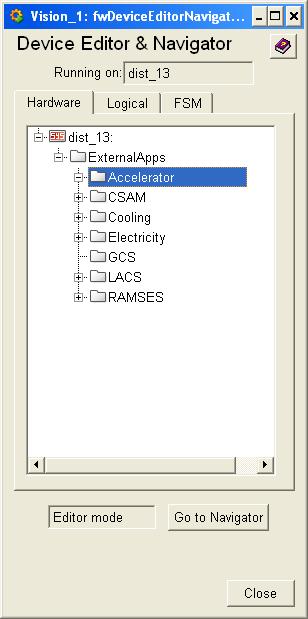 Vision_1: fwDeviceEditorNavigat...
Device Editor & Navigator
Running on: dist_13
Hardware Logical FSM
SYS dist_13:
ExternalApps
Accelerator
CSAM
Cooling
Electricity
GCS
LACS
RAMSES
Editor mode Go to Navigator
Close